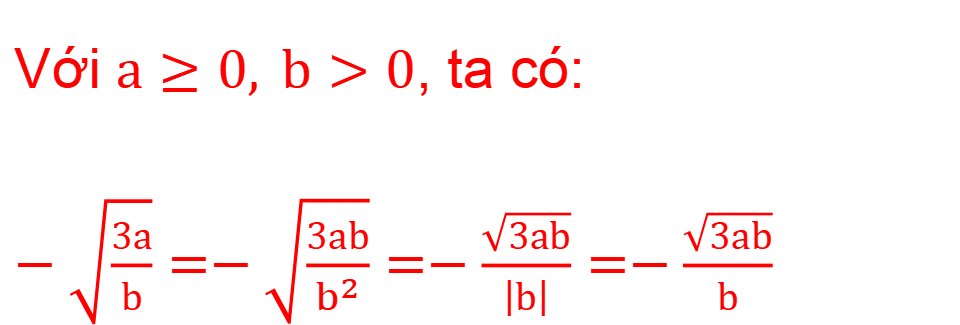 Với a ≥ 0, b > 0, ta có:
− √(3a/b) = − √(3ab/b²) = − √3ab/|b| = − √3ab/b